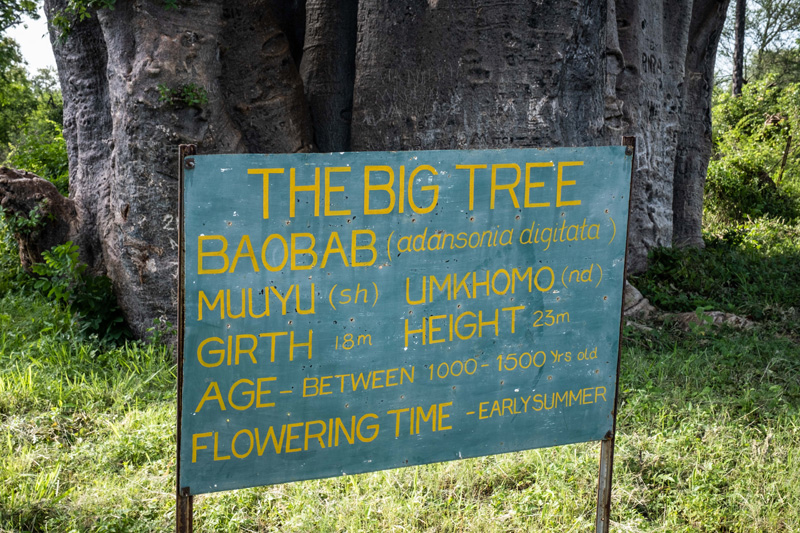 THE BIG TREE
BAOBAB (adansonia digitata)
MUUYU (sh) UMKHOMO (nd)
GIRTH 18m HEIGHT 23m
AGE - BETWEEN 1000 - 1500 Yrs old
FLOWERING TIME - EARLY SUMMER